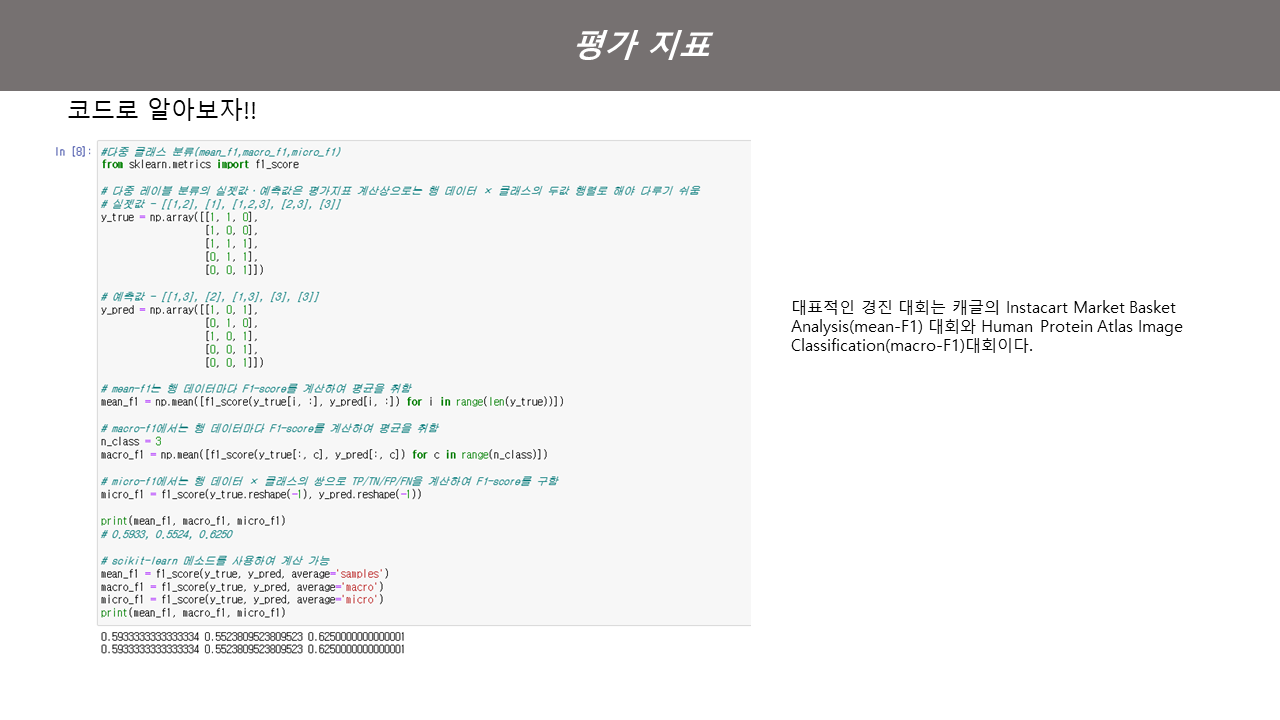 평가 지표
코드로 알아보자!!
In [8]:
#다중 클래스 분류(mean_f1,macro_f1,micro_f1)
from sklearn.metrics import f1_score
# 다중 레이블 분류의 실젯값·예측값은 평가지표 계산상으로는 행 데이터 × 클래스의 두값 행렬로 해야 다루기 쉬움
# 실젯값 - [[1,2], [1], [1,2,3], [2,3], [3]]
y_true = np.array([[1, 1, 0],
[1, 0, 0],
[1, 1, 1],
[0, 1, 1],
[0, 0, 1]])
# 예측값 - [[1,3], [2], [1,3], [3], [3]]
y_pred = np.array([[1, 0, 1],
[0, 1, 0],
[1, 0, 1],
[0, 0, 1],
[0, 0, 1]])
# mean-f1는 행 데이터마다 F1-score를 계산하여 평균을 취함
mean_f1 = np.mean([f1_score(y_true[i, :], y_pred[i, :]) for i in range(len(y_true))])
# macro-f1에서는 행 데이터마다 F1-score를 계산하여 평균을 취함
n_class = 3
macro_f1 = np.mean([f1_score(y_true[:, c], y_pred[:, c]) for c in range(n_class)])
# micro-f1에서는 행 데이터 × 클래스의 쌍으로 TP/TN/FP/FN을 계산하여 F1-score를 구함
micro_f1 = f1_score(y_true.reshape(-1), y_pred.reshape(-1))
print(mean_f1, macro_f1, micro_f1)
# 0.5933, 0.5524, 0.6250
# scikit-learn 메소드를 사용하여 계산 가능
mean_f1 = f1_score(y_true, y_pred, average='samples')
macro_f1 = f1_score(y_true, y_pred, average='macro')
micro_f1 = f1_score(y_true, y_pred, average='micro')
print(mean_f1, macro_f1, micro_f1)
0.5933333333333334 0.5523809523809523 0.6250000000000001
0.5933333333333334 0.5523809523809523 0.6250000000000001
대표적인 경진 대회는 캐글의 Instacart Market Basket
Analysis(mean-F1) 대회와 Human Protein Atlas Image
Classification(macro-F1)대회이다.